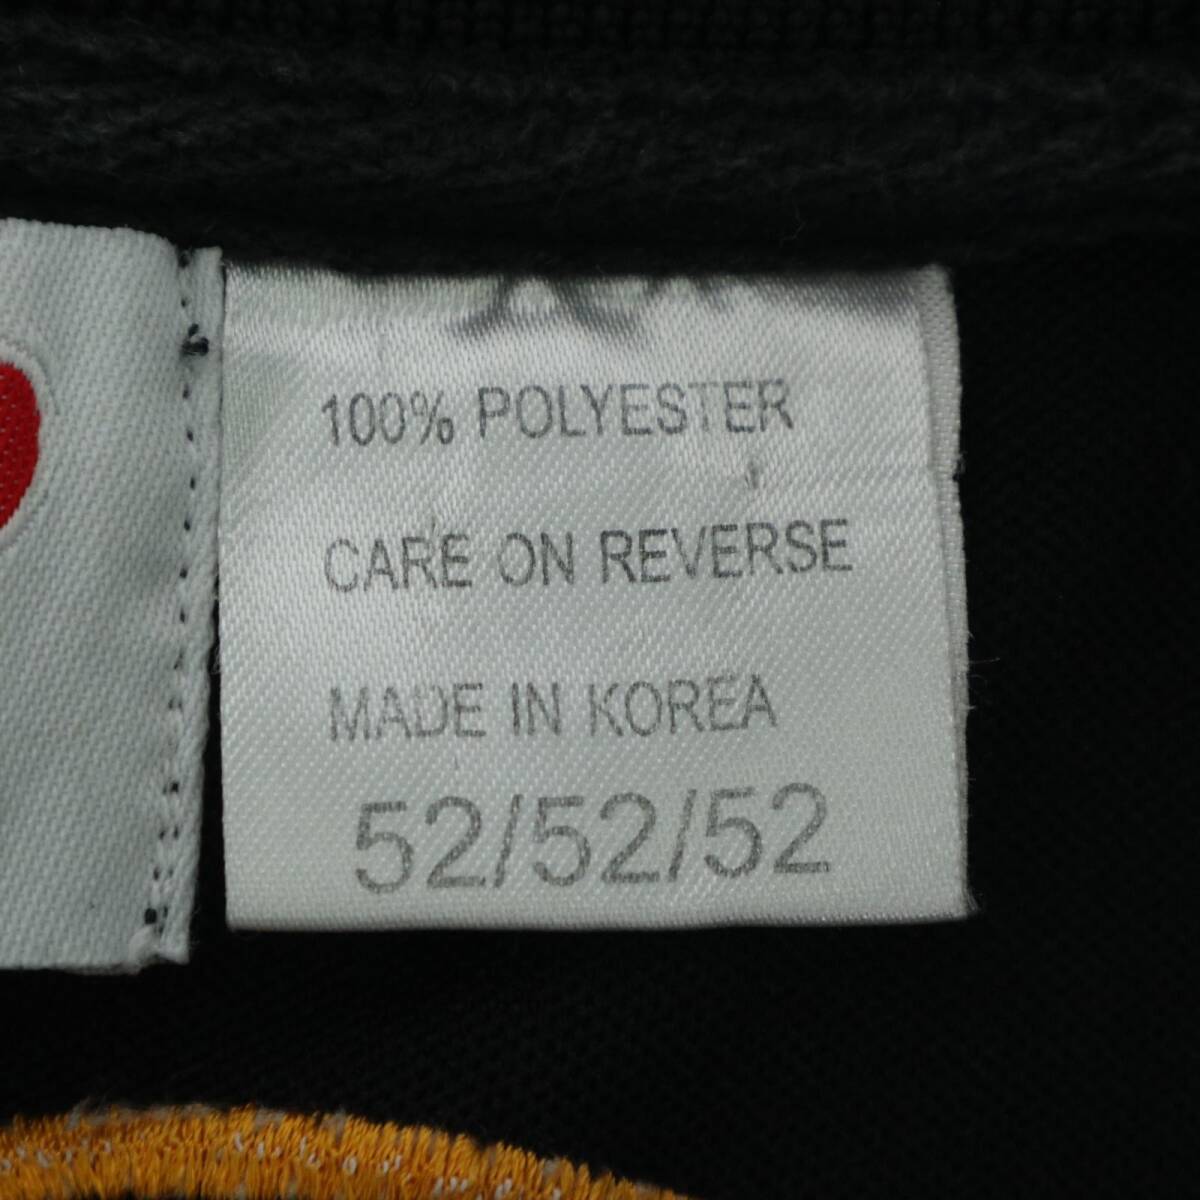 100% POLYESTER
CARE ON REVERSE
MADE IN KOREA
52/52/52